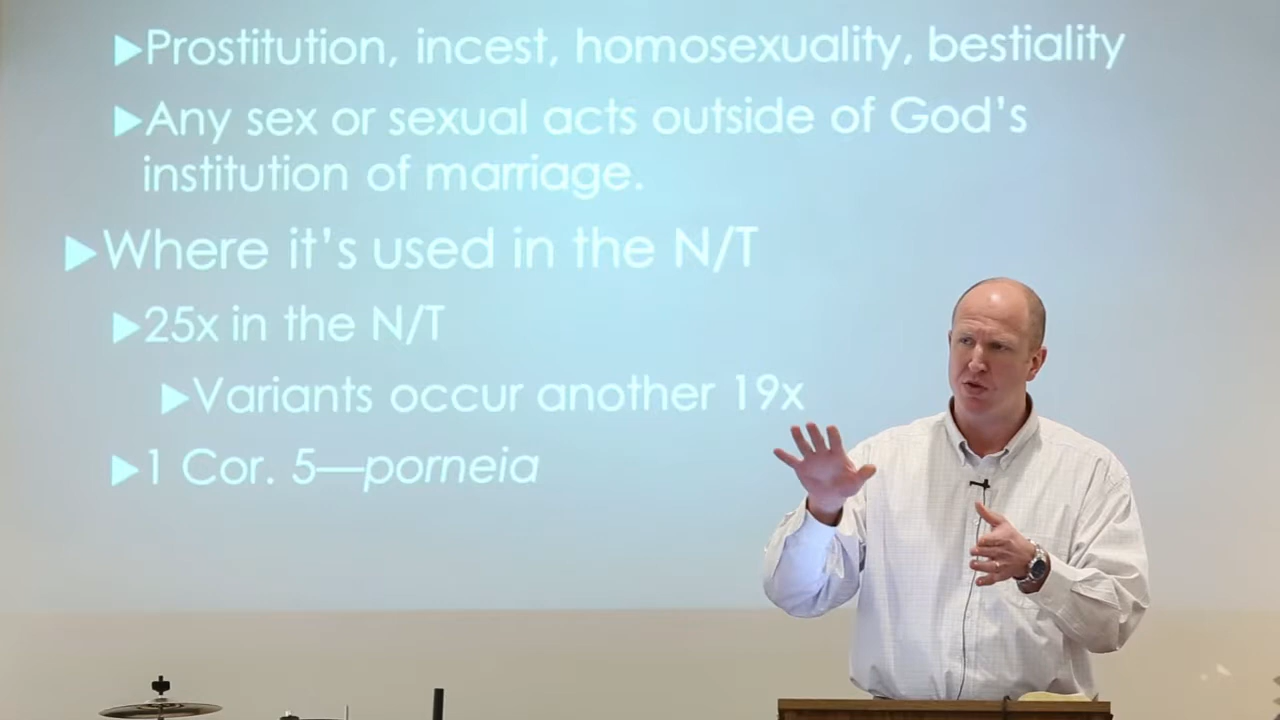 Prostitution, incest, homosexuality, bestiality
Any sex or sexual acts outside of God's
institution of marriage.
Where it's used in the N/T
25x in the N/T
Variants occur another 19x
1 Cor. 5—porneia